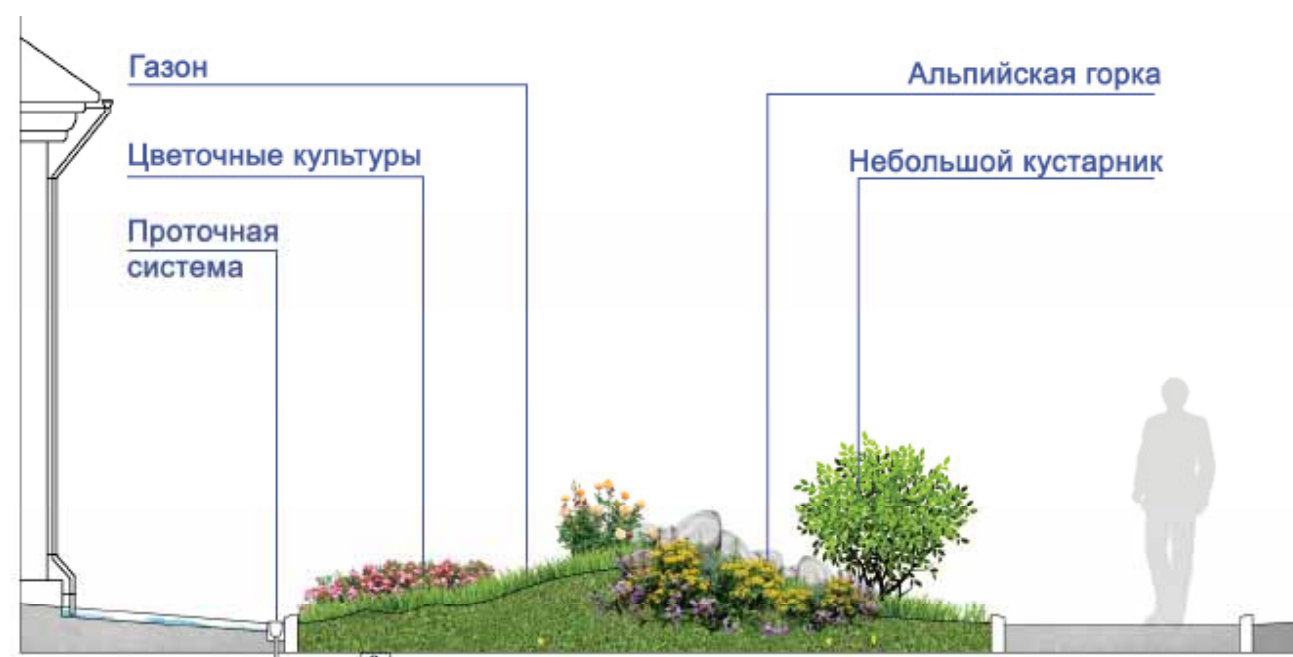 Газон
Альпийская горка
Цветочные культуры
Небольшой кустарник
Проточная
система